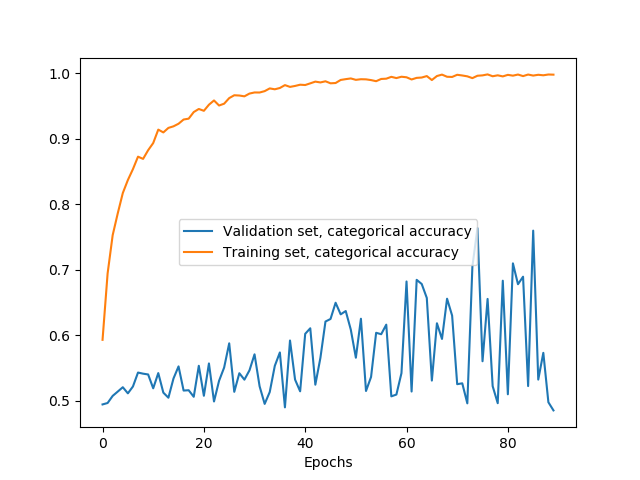 1.0
0.9
0.8
0.7
0.6
0.5
Validation set, categorical accuracy
Training set, categorical accuracy
0 20 40 60 80
Epochs